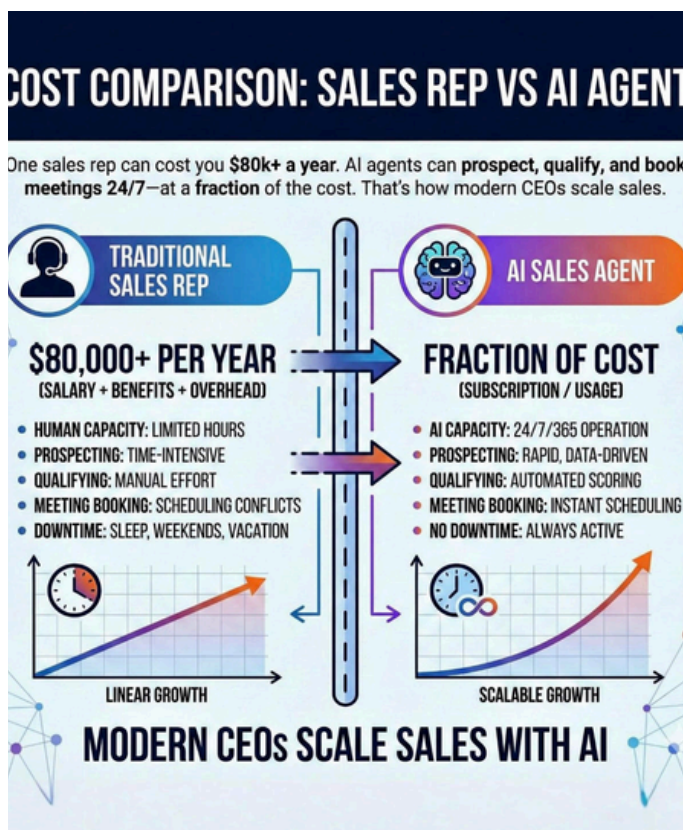 COST COMPARISON: SALES REP VS AI AGENT
One sales rep can cost you $80k+ a year. AI agents can prospect, qualify, and book
meetings 24/7—at a fraction of the cost. That's how modern CEOs scale sales.
TRADITIONAL
SALES REP
$80,000+ PER YEAR
(SALARY + BENEFITS + OVERHEAD)
• HUMAN CAPACITY: LIMITED HOURS
• PROSPECTING: TIME-INTENSIVE
• QUALIFYING: MANUAL EFFORT
• MEETING BOOKING: SCHEDULING CONFLICTS
• DOWNTIME: SLEEP, WEEKENDS, VACATION
LINEAR GROWTH
AI SALES AGENT
FRACTION OF COST
(SUBSCRIPTION / USAGE)
• AI CAPACITY: 24/7/365 OPERATION
• PROSPECTING: RAPID, DATA-DRIVEN
• QUALIFYING: AUTOMATED SCORING
• MEETING BOOKING: INSTANT SCHEDULING
• NO DOWNTIME: ALWAYS ACTIVE
SCALABLE GROWTH
MODERN CEOs SCALE SALES WITH AI